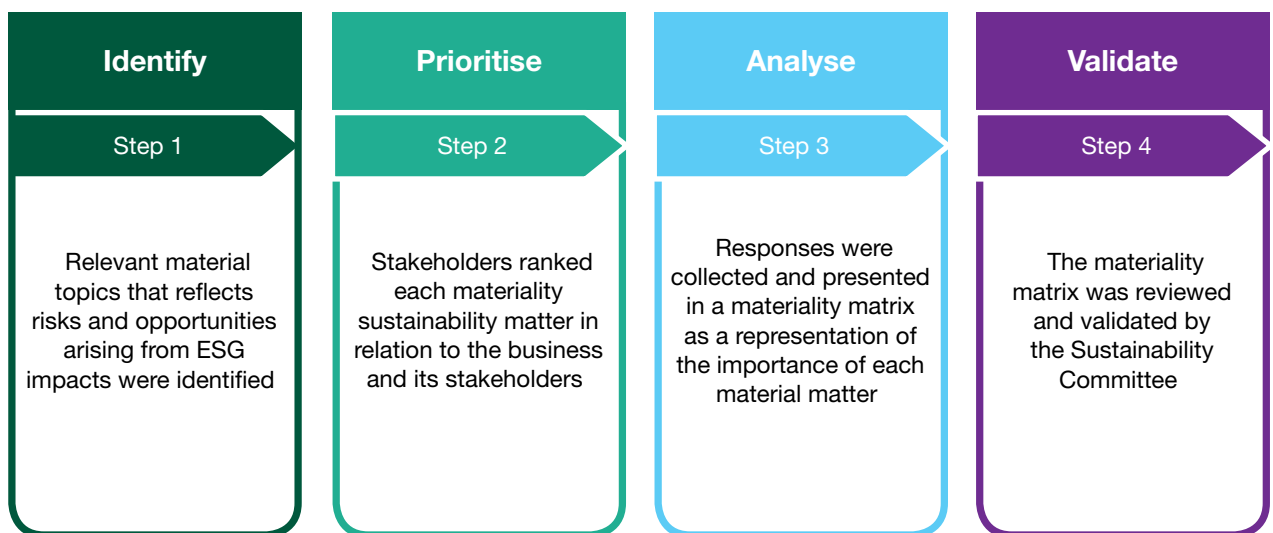 Identify
Step 1
Relevant material
topics that reflects
risks and opportunities
arising from ESG
impacts were identified
Prioritise
Step 2
Stakeholders ranked
each materiality
sustainability matter in
relation to the business
and its stakeholders
Analyse
Step 3
Responses were
collected and presented
in a materiality matrix
as a representation of
the importance of each
material matter
Validate
Step 4
The materiality
matrix was reviewed
and validated by
the Sustainability
Committee